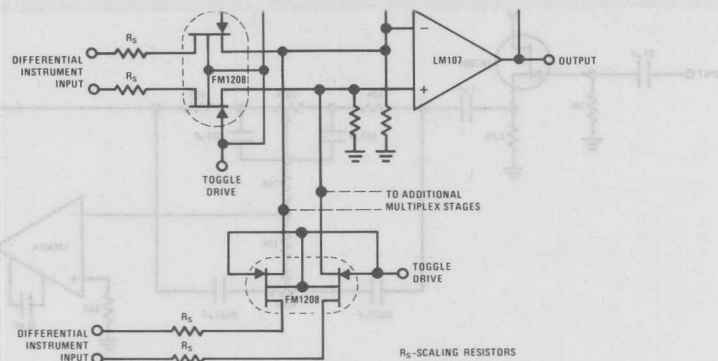 RS
DIFFERENTIAL
INSTRUMENT
INPUT
RS
FM1208
−
LM107
+
OUTPUT
TOGGLE
DRIVE
TO ADDITIONAL
MULTIPLEX STAGES
TOGGLE
DRIVE
FM1208
RS
DIFFERENTIAL
INSTRUMENT
INPUT
RS
RS-SCALING RESISTORS